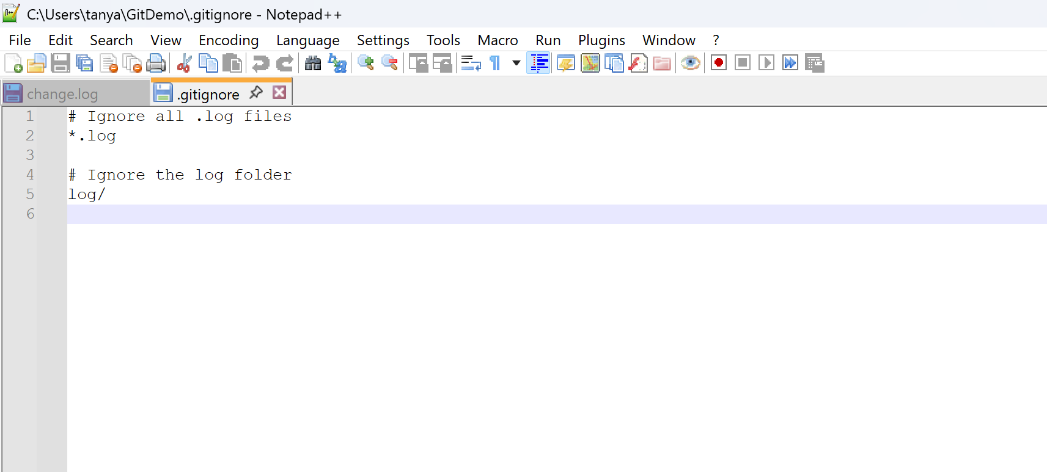 C:\Users\tanya\GitDemo\.gitignore - Notepad++
File Edit Search View Encoding Language Settings Tools Macro Run Plugins Window ?
change.log .gitignore
1 # Ignore all .log files
2 *.log
3
4 # Ignore the log folder
5 log/
6